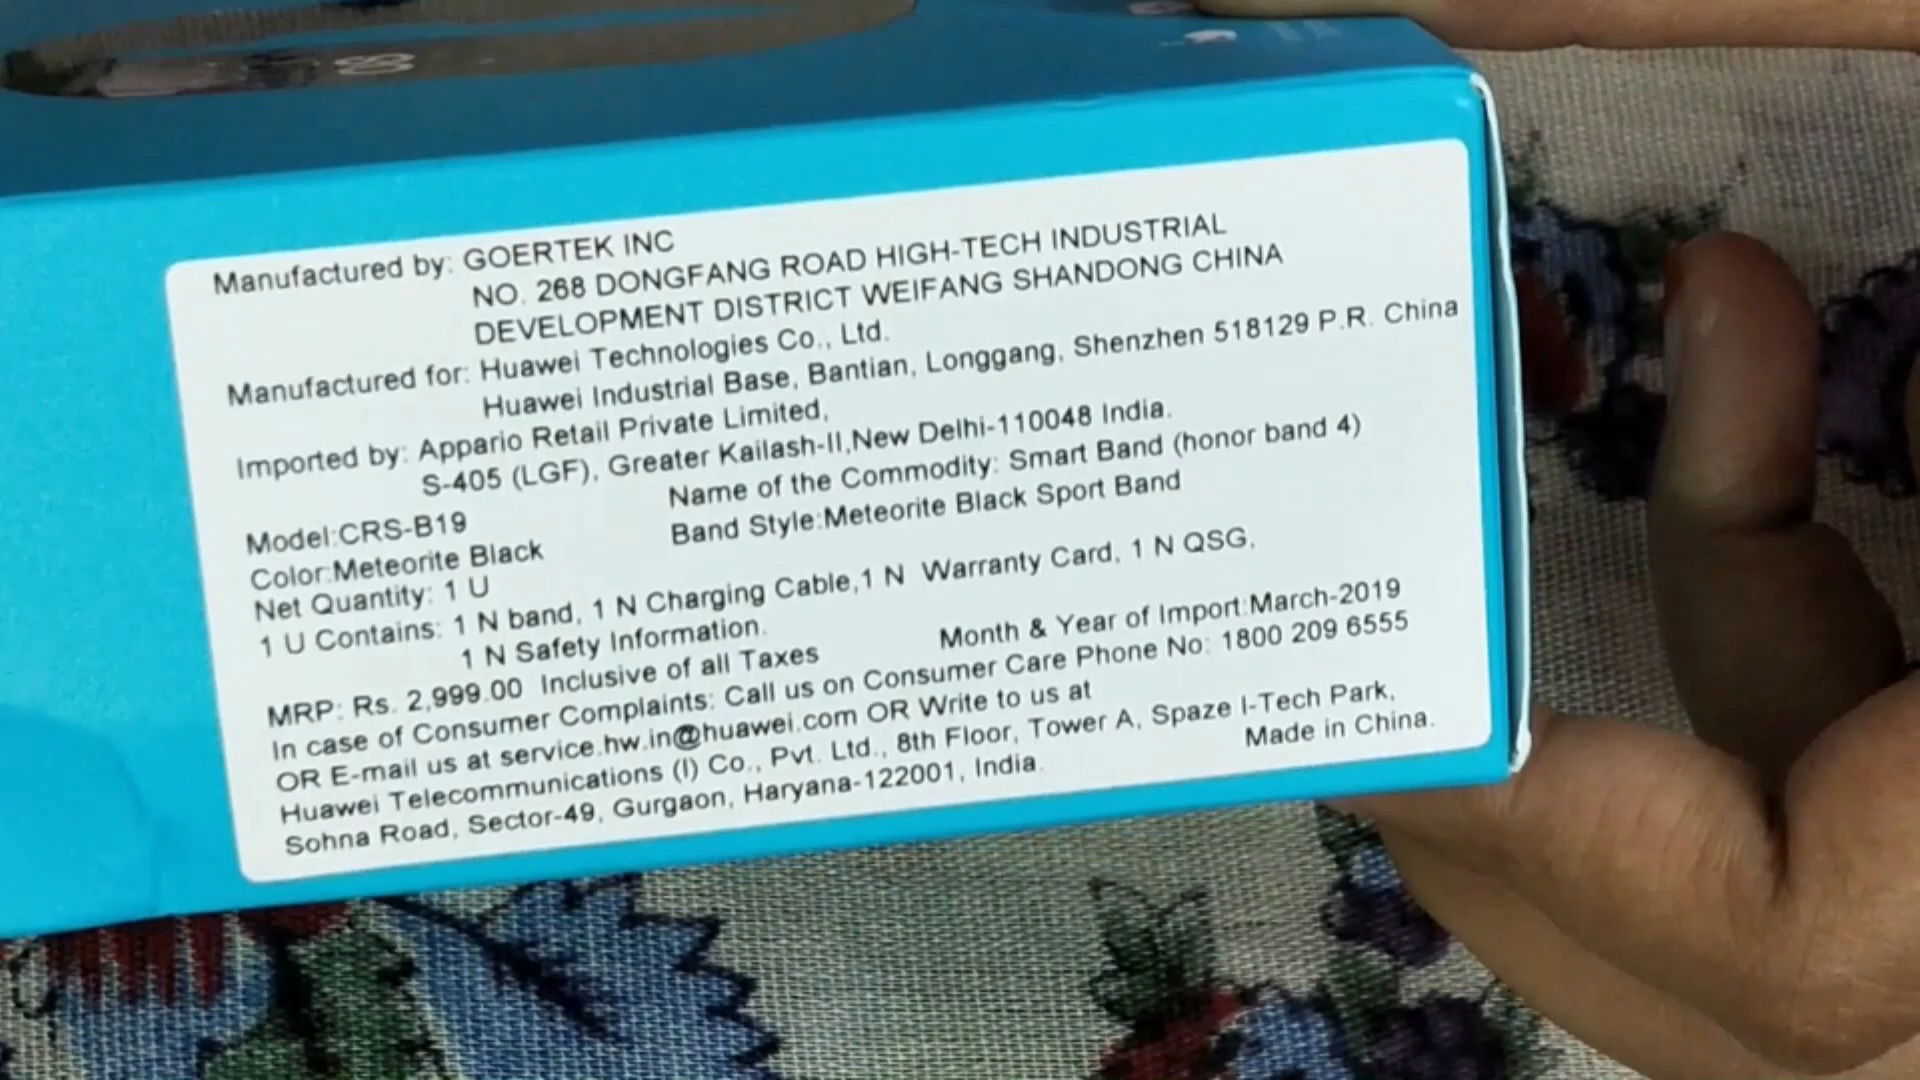 Manufactured by: GOERTEK INC
NO. 268 DONGFANG ROAD HIGH-TECH INDUSTRIAL
DEVELOPMENT DISTRICT WEIFANG SHANDONG CHINA
Manufactured for: Huawei Technologies Co., Ltd.
Huawei Industrial Base, Bantian, Longgang, Shenzhen 518129 P.R. China
Imported by: Appario Retail Private Limited,
S-405 (LGF), Greater Kailash-II,New Delhi-110048 India.
Name of the Commodity: Smart Band (honor band 4)
Model:CRS-B19
Band Style:Meteorite Black Sport Band
Color:Meteorite Black
Net Quantity: 1 U
1 U Contains: 1 N band, 1 N Charging Cable,1 N Warranty Card, 1 N QSG,
1 N Safety Information.
Month & Year of Import:March-2019
MRP: Rs. 2,999.00 Inclusive of all Taxes
In case of Consumer Complaints: Call us on Consumer Care Phone No: 1800 209 6555
OR E-mail us at service.hw.in@huawei.com OR Write to us at
Huawei Telecommunications (I) Co., Pvt. Ltd., 8th Floor, Tower A, Spaze I-Tech Park,
Sohna Road, Sector-49, Gurgaon, Haryana-122001, India.
Made in China.